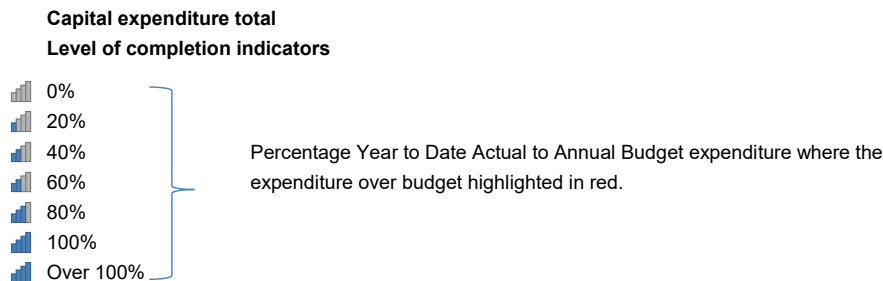 Capital expenditure total
Level of completion indicators
0%
20%
40%
60%
80%
100%
Over 100%
Percentage Year to Date Actual to Annual Budget expenditure where the
expenditure over budget highlighted in red.